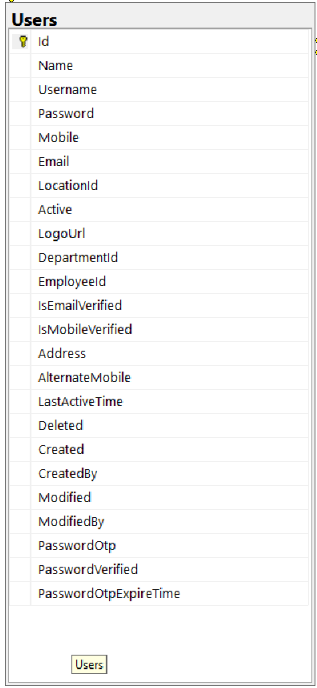 Users
Id
Name
Username
Password
Mobile
Email
LocationId
Active
LogoUrl
DepartmentId
EmployeeId
IsEmailVerified
IsMobileVerified
Address
AlternateMobile
LastActiveTime
Deleted
Created
CreatedBy
Modified
ModifiedBy
PasswordOtp
PasswordVerified
PasswordOtpExpireTime
Users